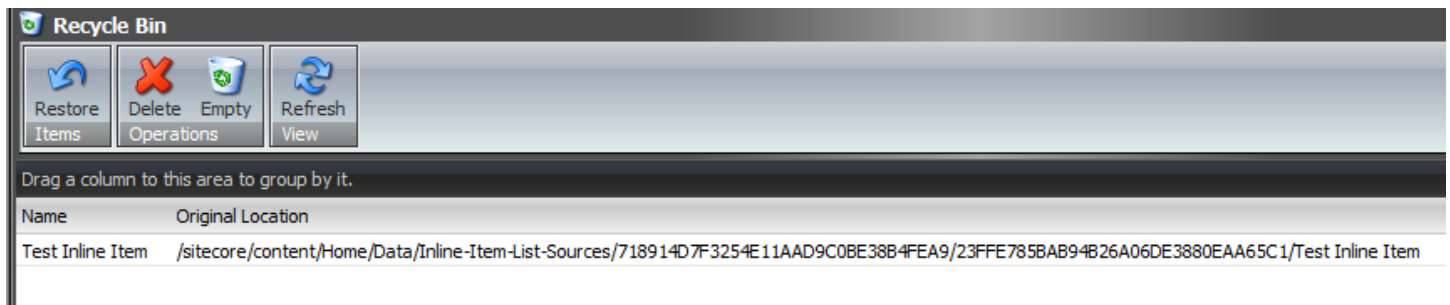 Recycle Bin
Restore Delete Empty Refresh
Items Operations View
Drag a column to this area to group by it.
Name Original Location
Test Inline Item /sitecore/content/Home/Data/Inline-Item-List-Sources/718914D7F3254E11AAD9C0BE38B4FEA9/23FFE785BAB94B26A06DE3880EAA65C1/Test Inline Item